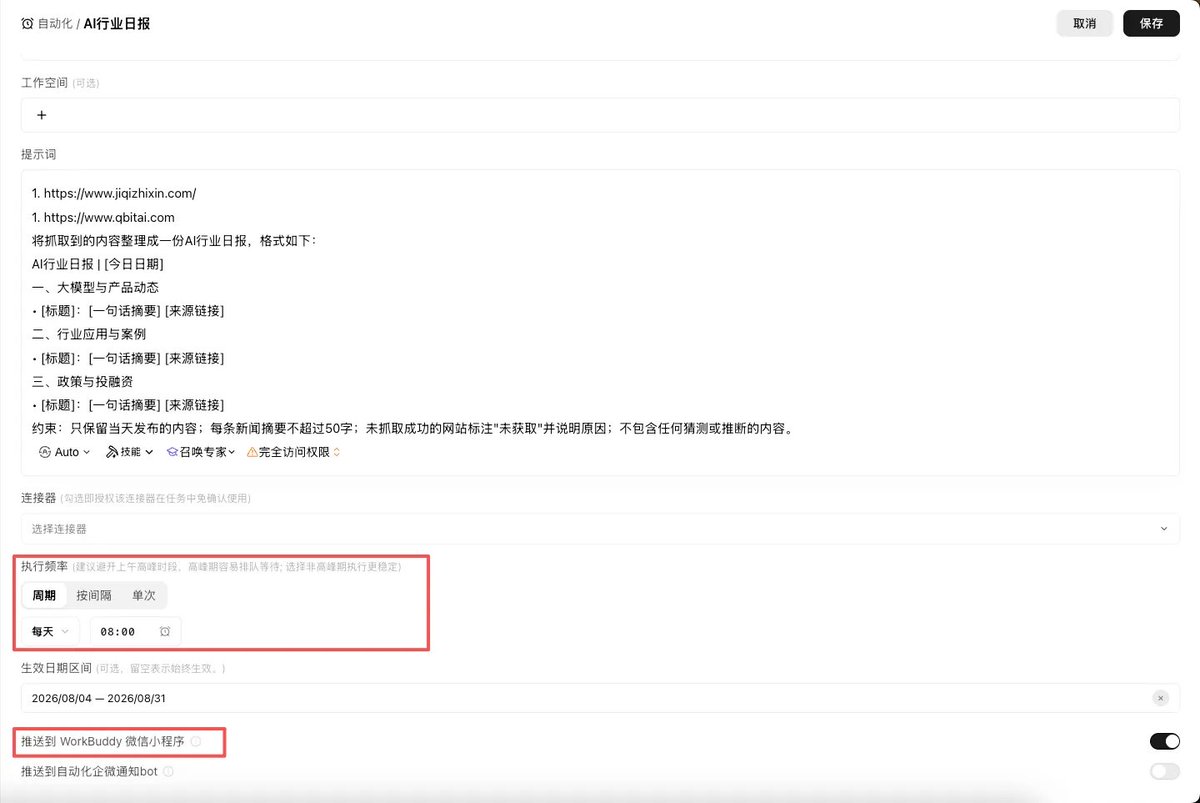 自动化 / AI行业日报
取消
保存
工作空间 (可选)
+
提示词
1. https://www.jiqizhixin.com/
1. https://www.qbitai.com
将抓取到的内容整理成一份AI行业日报，格式如下：
AI行业日报 | [今日日期]
一、大模型与产品动态
• [标题]： [一句话摘要] [来源链接]
二、行业应用与案例
• [标题]： [一句话摘要] [来源链接]
三、政策与投融资
• [标题]： [一句话摘要] [来源链接]
约束：只保留当天发布的内容；每条新闻摘要不超过50字；未抓取成功的网站标注"未获取"并说明原因；不包含任何猜测或推断的内容。
Auto 技能 召唤专家 完全访问权限
连接器 (勾选即授权该连接器在任务中免确认使用)
选择连接器
执行频率 (建议避开上午高峰时段，高峰期容易排队等待; 选择非高峰期执行更稳定)
周期 按间隔 单次
每天 08:00
生效日期区间 (可选，留空表示始终生效。)
2026/08/04 — 2026/08/31
推送到 WorkBuddy 微信小程序
推送到自动化企微通知bot